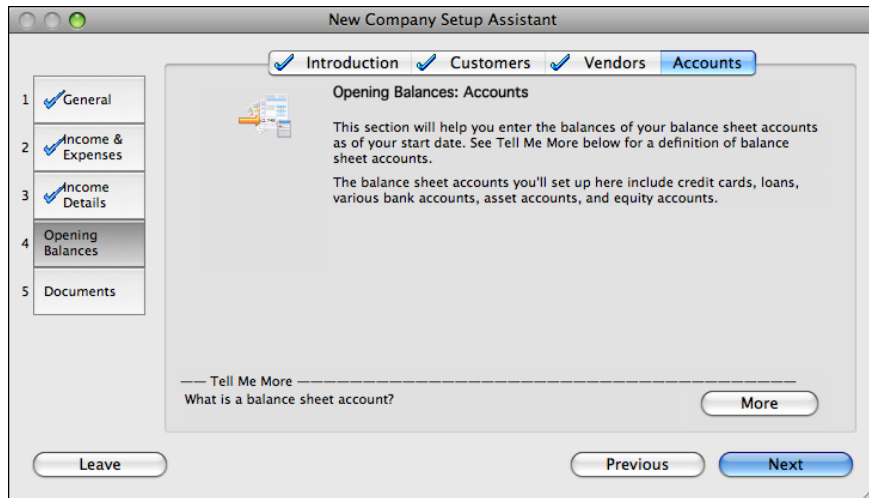 New Company Setup Assistant
Introduction Customers Vendors Accounts
1 General
2 Income &
Expenses
3 Income
Details
4 Opening
Balances
5 Documents
Opening Balances: Accounts
This section will help you enter the balances of your balance sheet accounts
as of your start date. See Tell Me More below for a definition of balance
sheet accounts.
The balance sheet accounts you'll set up here include credit cards, loans,
various bank accounts, asset accounts, and equity accounts.
Tell Me More
What is a balance sheet account?
More
Leave Previous Next